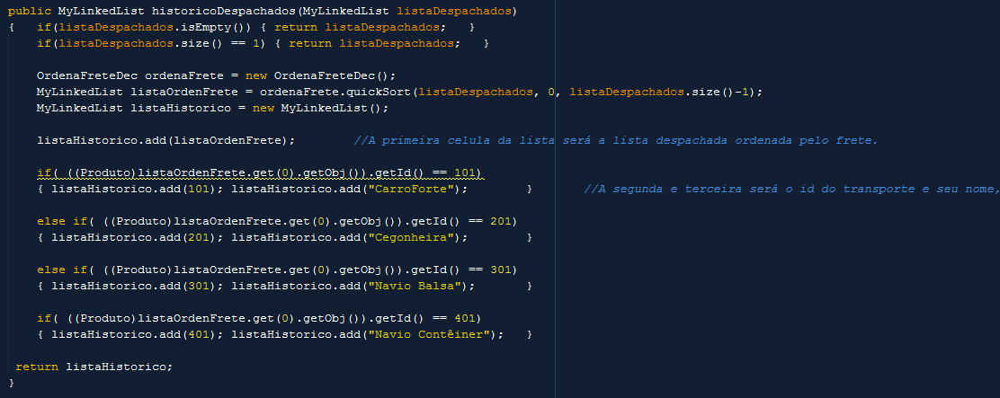 public MyLinkedList historicoDespachados(MyLinkedList listaDespachados)
{   if(listaDespachados.isEmpty()) { return listaDespachados;   }
    if(listaDespachados.size() == 1) { return listaDespachados;   }
    OrdenaFreteDec ordenaFrete = new OrdenaFreteDec();
    MyLinkedList listaOrdenFrete = ordenaFrete.quickSort(listaDespachados, 0, listaDespachados.size()-1);
    MyLinkedList listaHistorico = new MyLinkedList();
    listaHistorico.add(listaOrdenFrete);        //A primeira celula da lista será a lista despachada ordenada pelo frete.
    if( ((Produto)listaOrdenFrete.get(0).getObj()).getId() == 101)
    { listaHistorico.add(101); listaHistorico.add("CarroForte");        }       //A segunda e terceira será o id do transporte e seu nome,
    else if( ((Produto)listaOrdenFrete.get(0).getObj()).getId() == 201)
    { listaHistorico.add(201); listaHistorico.add("Cegonheira");        }
    else if( ((Produto)listaOrdenFrete.get(0).getObj()).getId() == 301)
    { listaHistorico.add(301); listaHistorico.add("Navio Balsa");       }
    if( ((Produto)listaOrdenFrete.get(0).getObj()).getId() == 401)
    { listaHistorico.add(401); listaHistorico.add("Navio Contêiner");   }
 return listaHistorico;
}